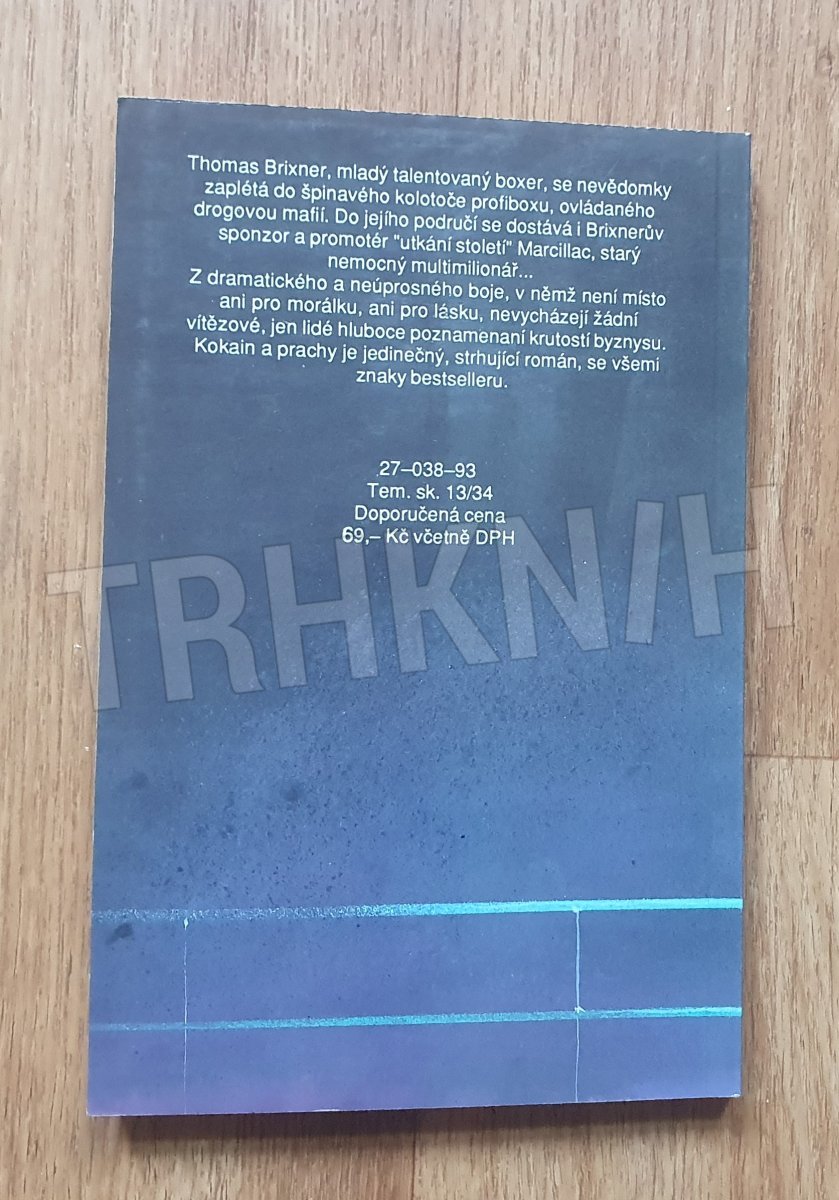 Thomas Brixner, mladý talentovaný boxer, se nevědomky
zaplétá do špinavého kolotoče profiboxu, ovládaného
drogovou mafií. Do jejího područí se dostává i Brixnerův
sponzor a promotér "utkání století" Marcillac, starý
nemocný multimilionář...
Z dramatického a neúprosného boje, v němž není místo
ani pro morálku, ani pro lásku, nevycházejí žádní
vítězové, jen lidé hluboce poznamenaní krutostí byznysu.
Kokain a prachy je jedinečný, strhující román, se všemi
znaky bestselleru.
27–038–93
Tem. sk. 13/34
Doporučená cena
69,– Kč včetně DPH
TRHKNIH